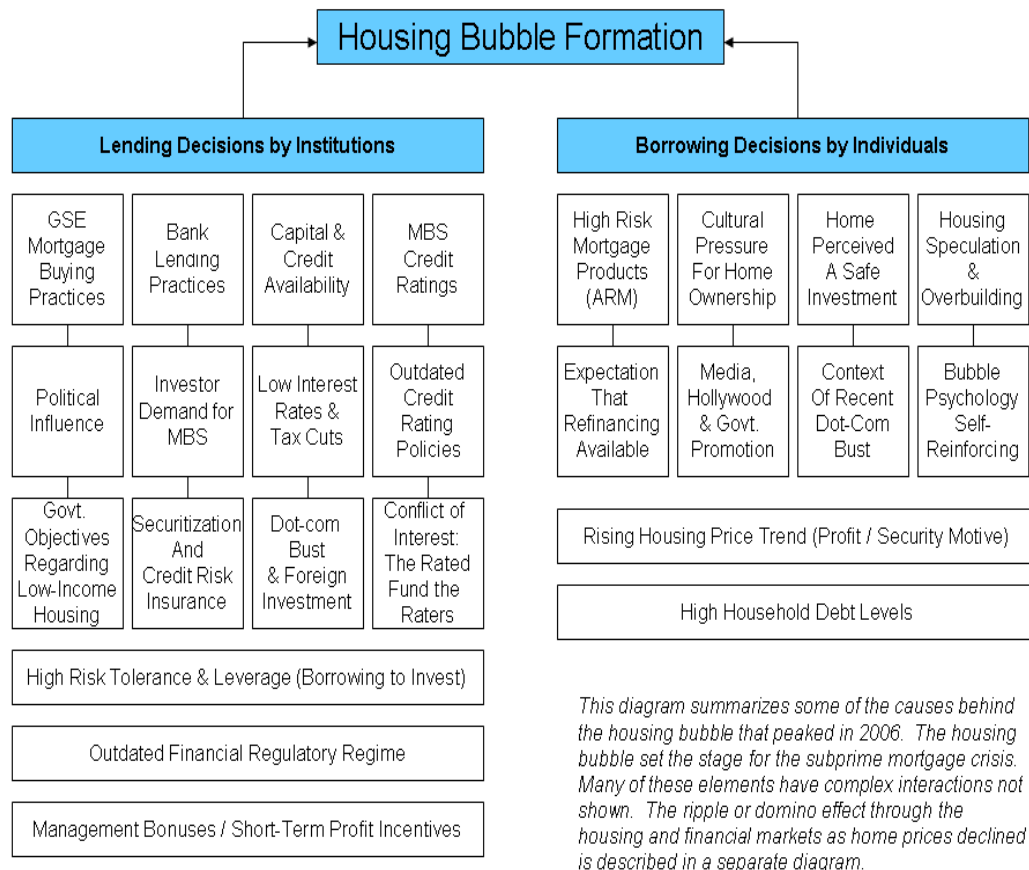 Housing Bubble Formation
Lending Decisions by Institutions
GSE
Mortgage
Buying
Practices
Bank
Lending
Practices
Capital &
Credit
Availability
MBS
Credit
Ratings
Political
Influence
Investor
Demand for
MBS
Low Interest
Rates &
Tax Cuts
Outdated
Credit
Rating
Policies
Govt.
Objectives
Regarding
Low-Income
Housing
Securitization
And
Credit Risk
Insurance
Dot-com
Bust
& Foreign
Investment
Conflict of
Interest:
The Rated
Fund the
Raters
High Risk Tolerance & Leverage (Borrowing to Invest)
Outdated Financial Regulatory Regime
Management Bonuses / Short-Term Profit Incentives
Borrowing Decisions by Individuals
High Risk
Mortgage
Products
(ARM)
Cultural
Pressure
For Home
Ownership
Home
Perceived
A Safe
Investment
Housing
Speculation
&
Overbuilding
Expectation
That
Refinancing
Available
Media,
Hollywood
& Govt.
Promotion
Context
Of Recent
Dot-Com
Bust
Bubble
Psychology
Self-
Reinforcing
Rising Housing Price Trend (Profit / Security Motive)
High Household Debt Levels
This diagram summarizes some of the causes behind
the housing bubble that peaked in 2006. The housing
bubble set the stage for the subprime mortgage crisis.
Many of these elements have complex interactions not
shown. The ripple or domino effect through the
housing and financial markets as home prices declined
is described in a separate diagram.